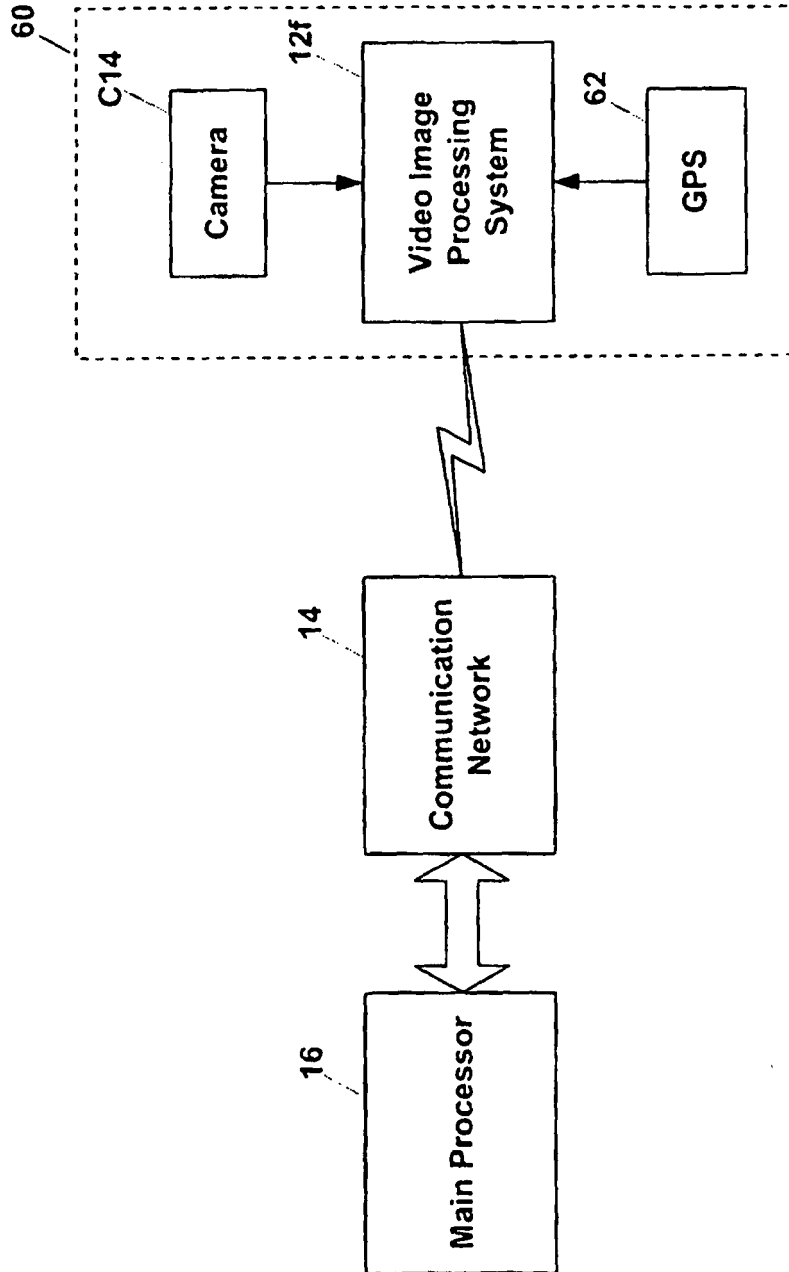 60
C14
Camera
12f
Video Image
Processing
System
62
GPS
14
Communication
Network
16
Main Processor